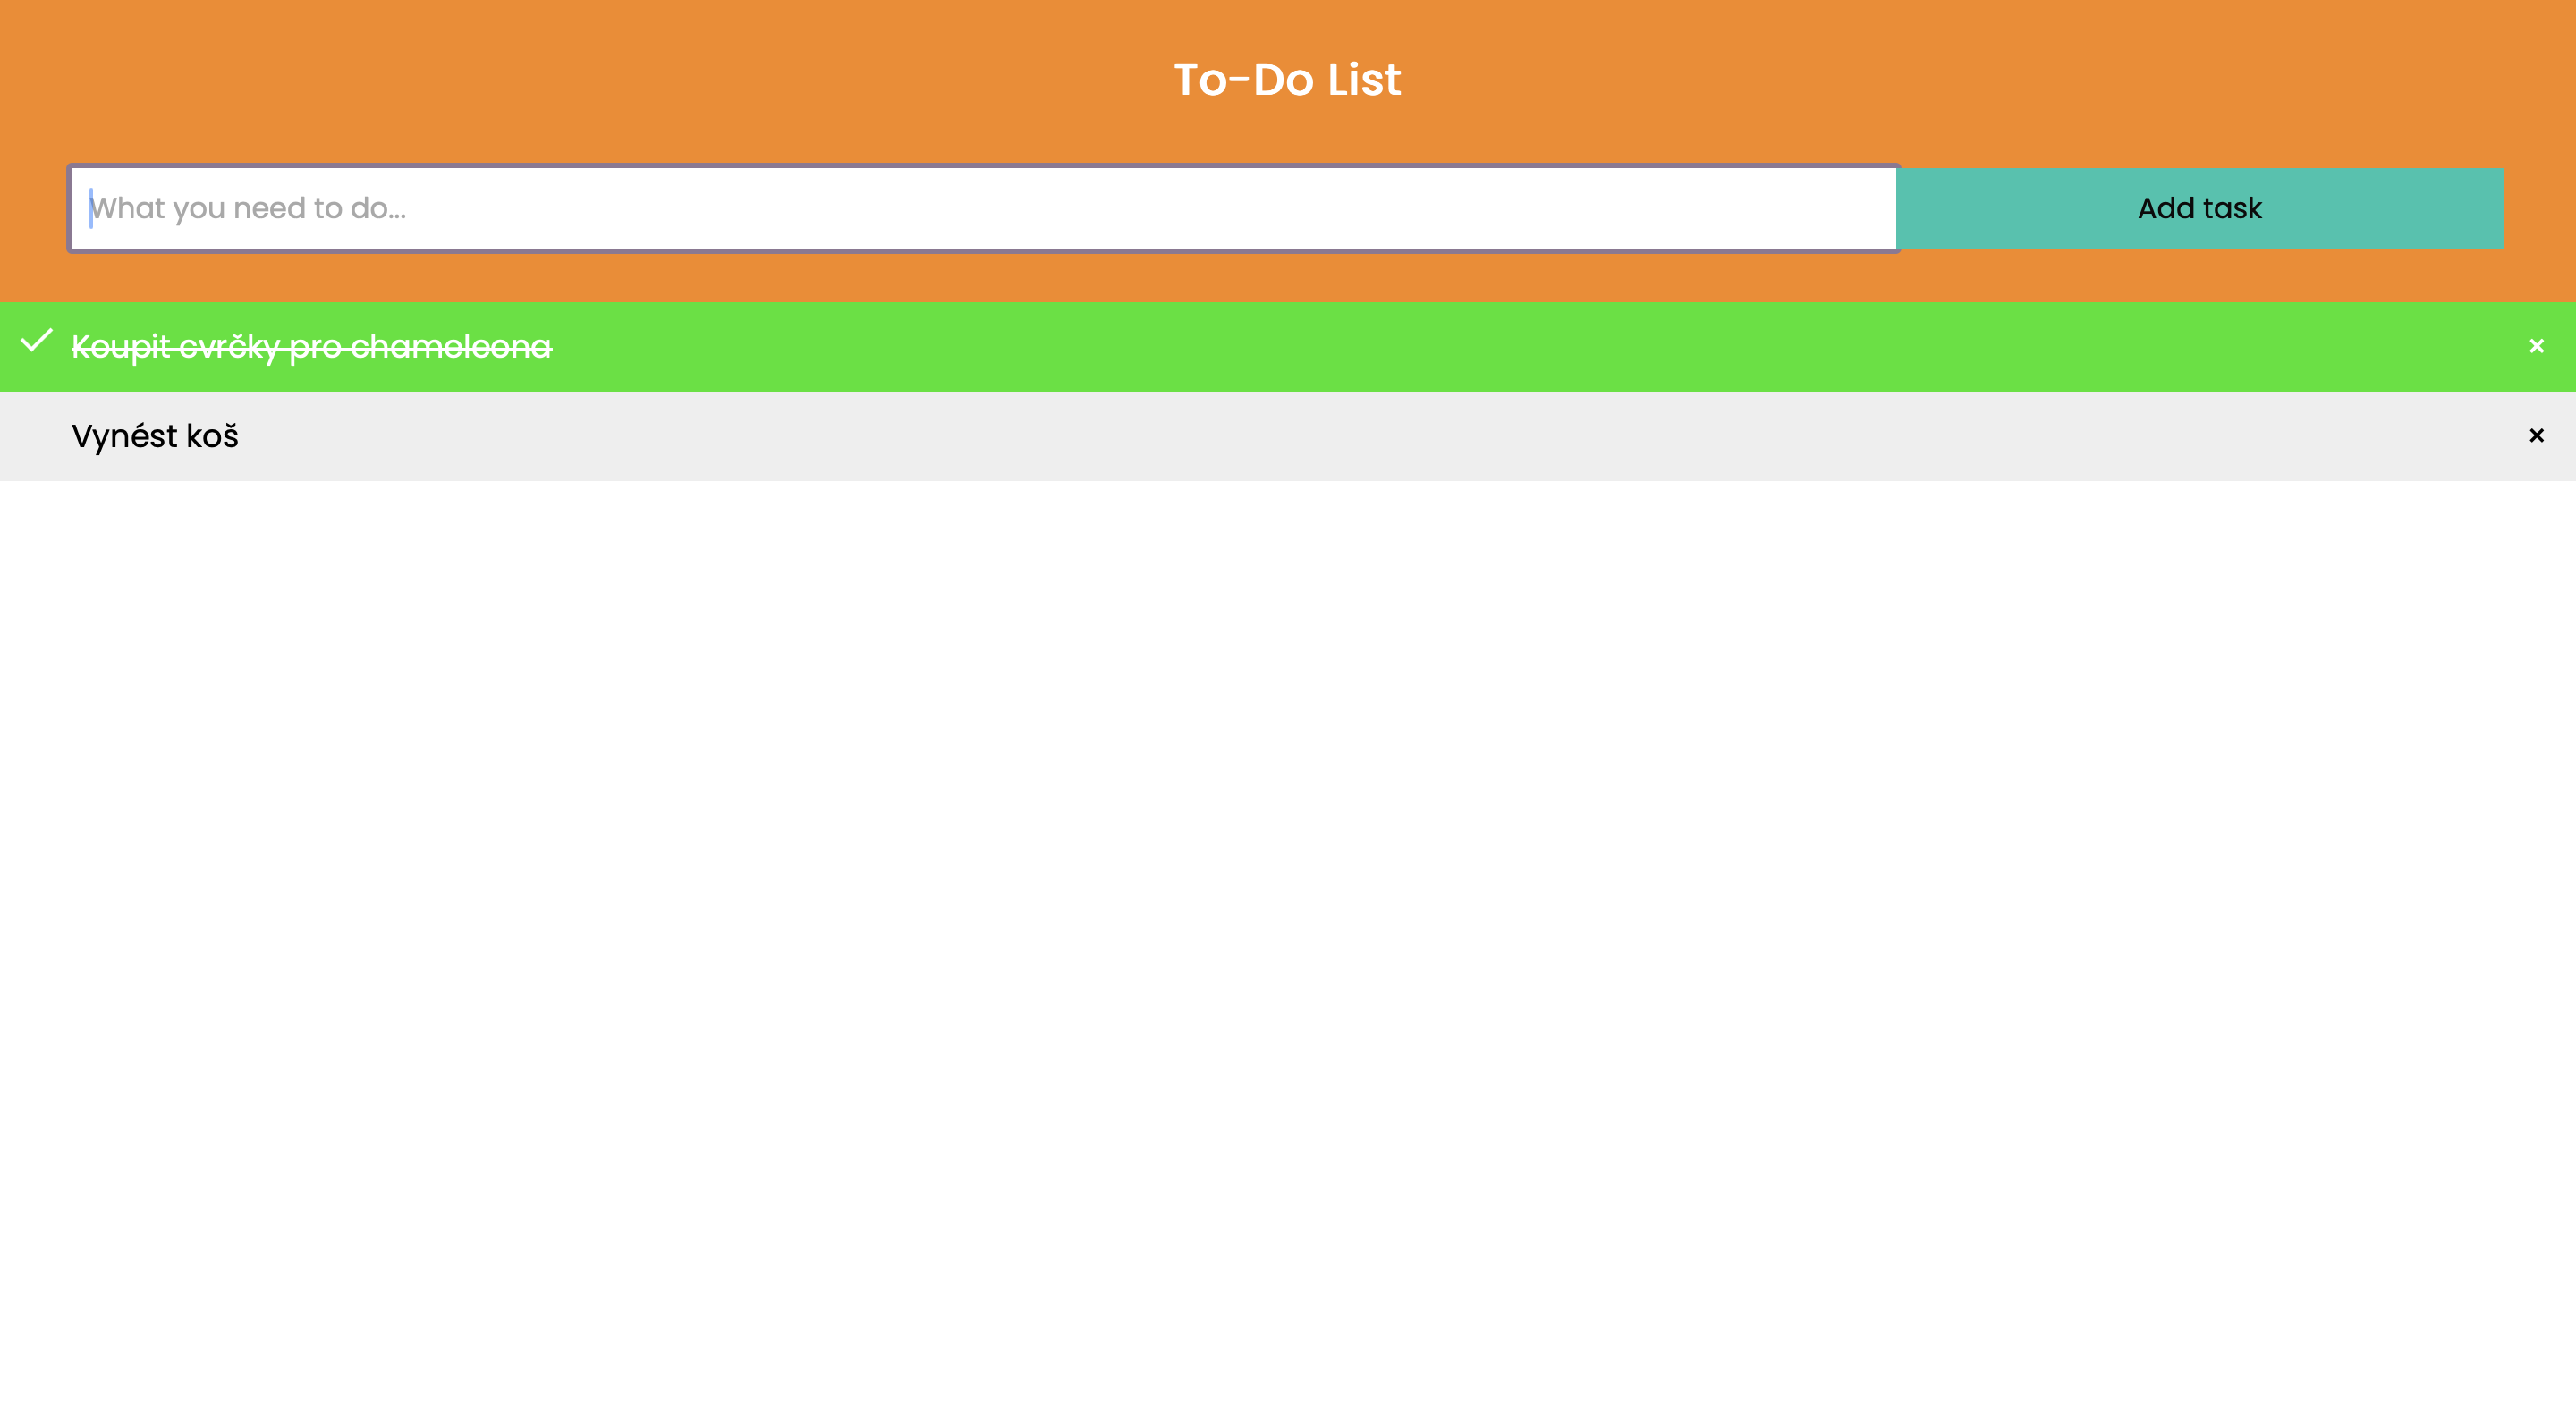 To-Do List
What you need to do...
Add task
Koupit cvrčky pro chameleona
×
Vynést koš
×